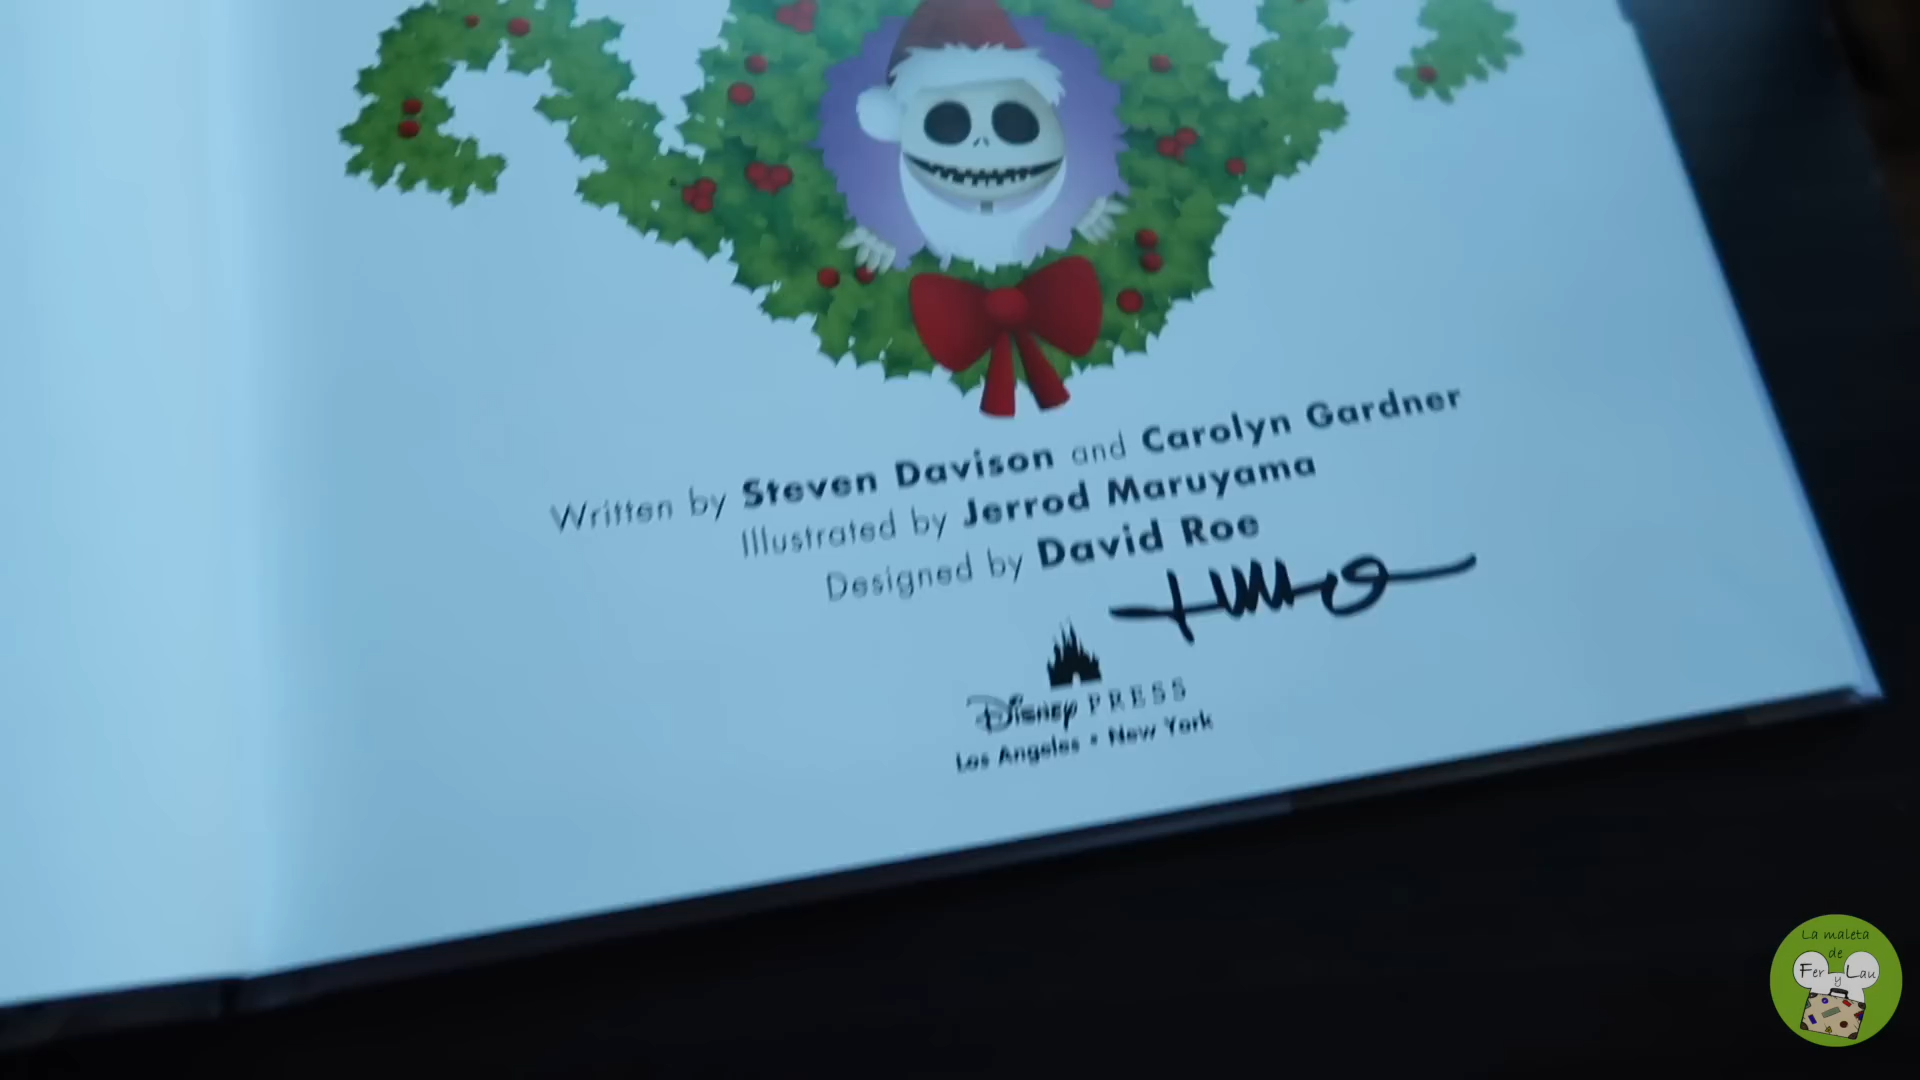 Written by Steven Davison and Carolyn Gardner
Illustrated by Jerrod Maruyama
Designed by David Roe
Disney PRESS
Los Angeles • New York
La maleta
de
Fer y Lau